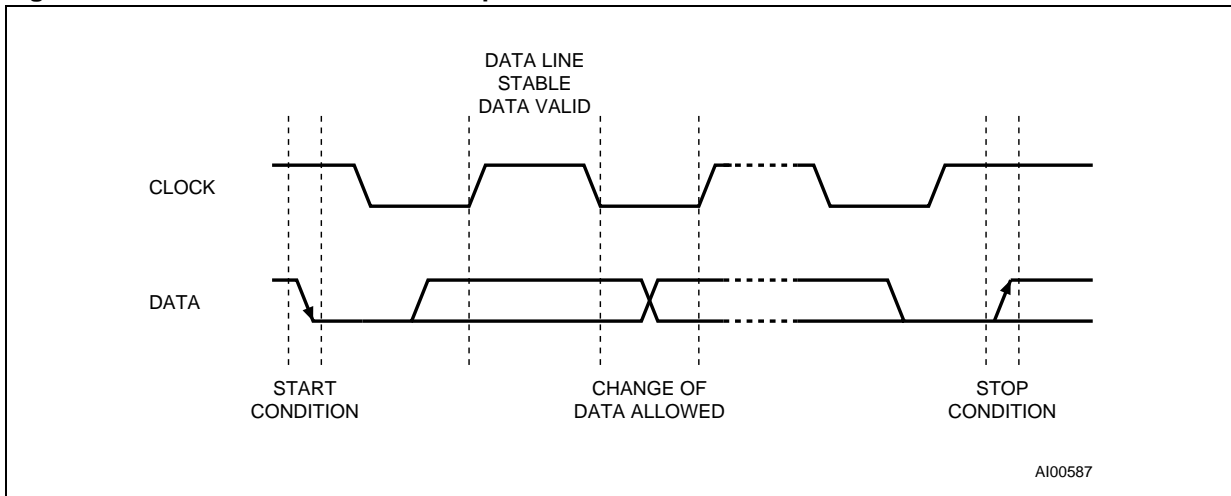 DATA LINE
STABLE
DATA VALID
CLOCK
DATA
START
CONDITION
CHANGE OF
DATA ALLOWED
STOP
CONDITION
AI00587